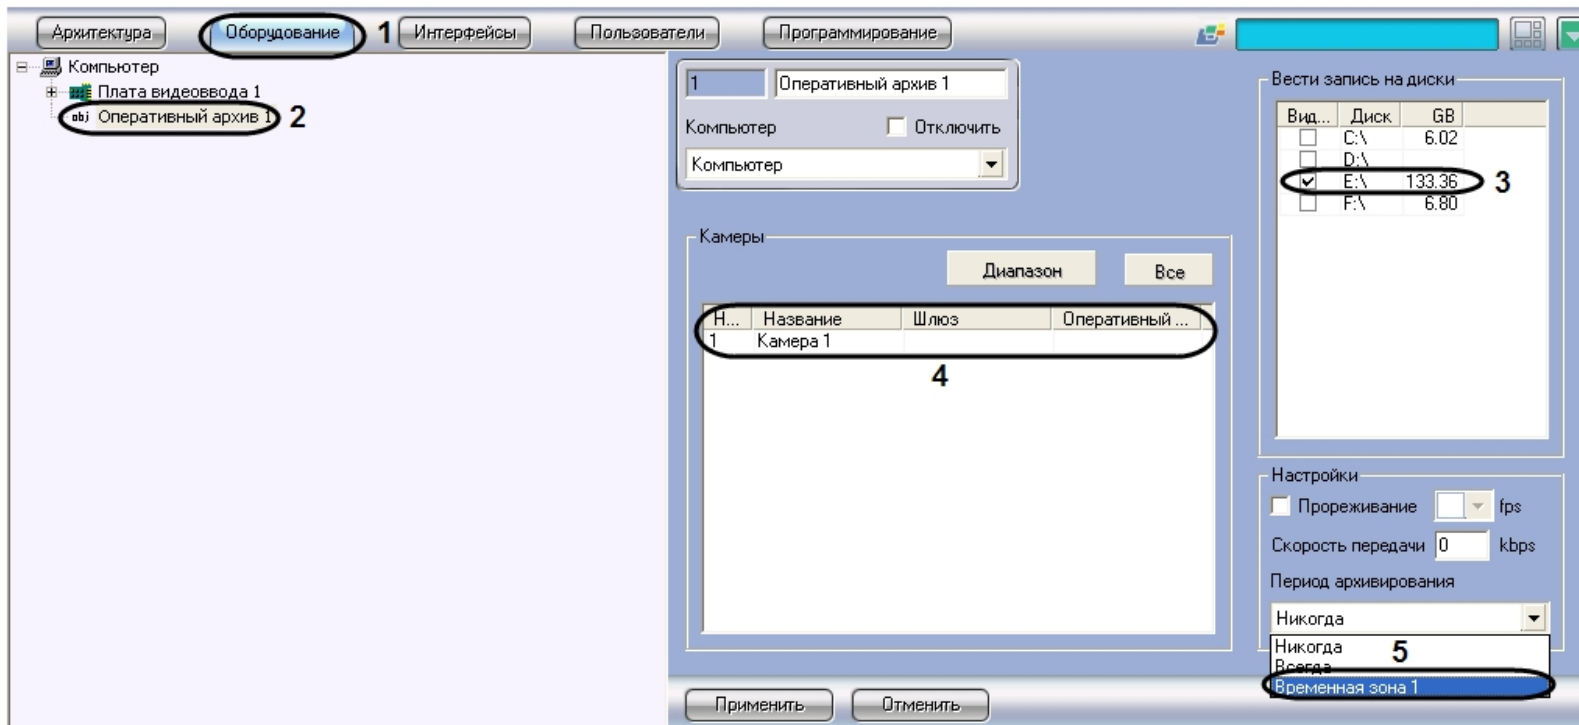 Архитектура Оборудование 1 Интерфейсы Пользователи Программирование
Компьютер
Плата видеоввода 1
obj Оперативный архив 1 2
1 Оперативный архив 1
Компьютер Отключить
Компьютер
Камеры
Диапазон Все
Н... Название Шлюз Оперативный ...
1 Камера 1
4
Вести запись на диски
Вид... Диск GB
C:\ 6.02
D:\
E:\ 133.36 3
F:\ 6.80
Настройки
Прореживание fps
Скорость передачи 0 kbps
Период архивирования
Никогда
Никогда 5
Всегда
Временная зона 1
Применить Отменить